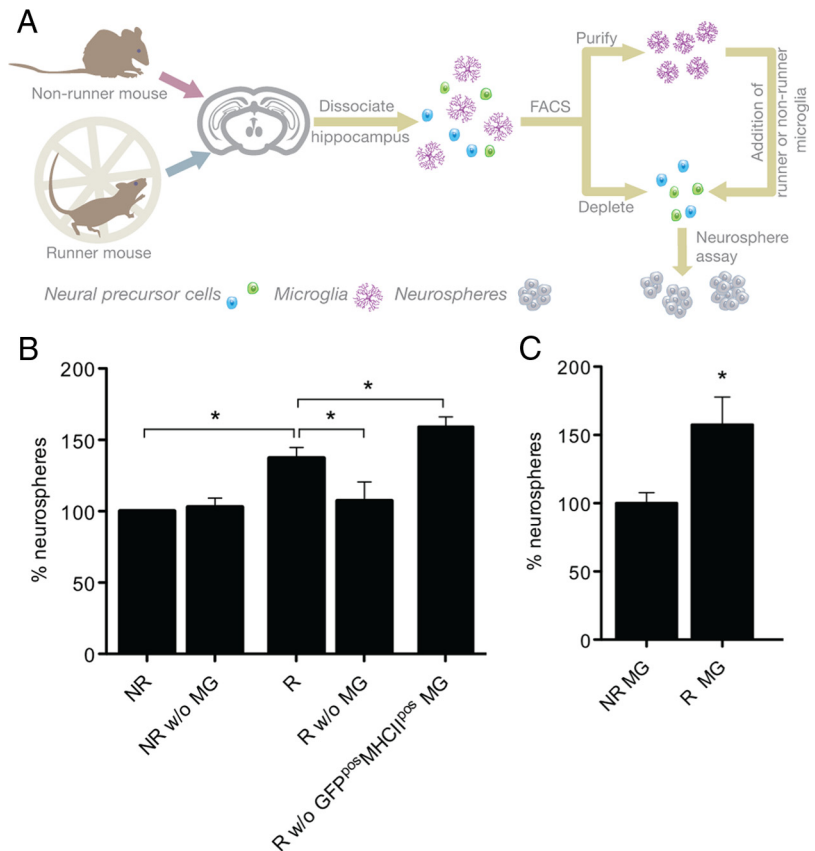 A
Non-runner mouse
Runner mouse
Dissociate
hippocampus
FACS
Purify
Deplete
Addition of
runner or non-runner
microglia
Neurosphere
assay
Neural precursor cells
Microglia
Neurospheres
B
% neurospheres
200
150
100
50
0
*
*
*
NR
NR w/o MG
R
R w/o MG
R w/o GFPposMHCIIpos MG
C
% neurospheres
200
150
100
50
0
*
NR MG
R MG